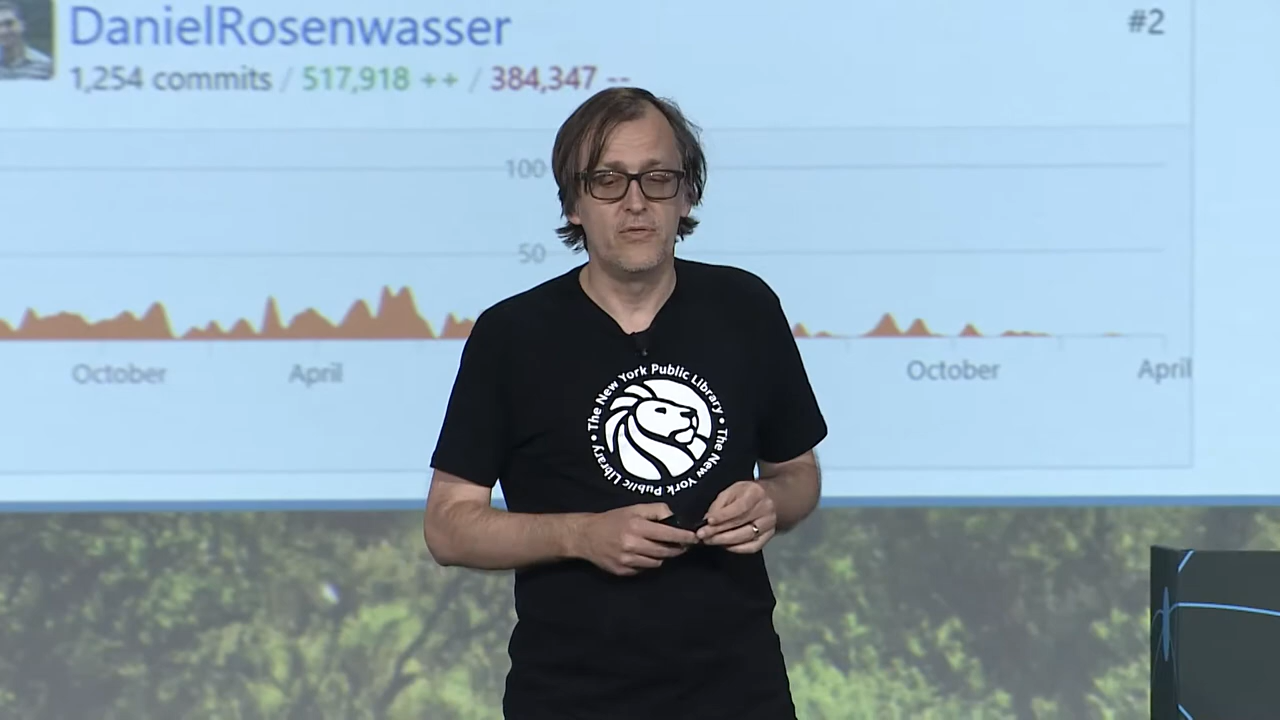 DanielRosenwasser
#2
1,254 commits / 517,918 ++ / 384,347 --
100
50
October
April
October
April
The New York Public Library • The New York Public Library •